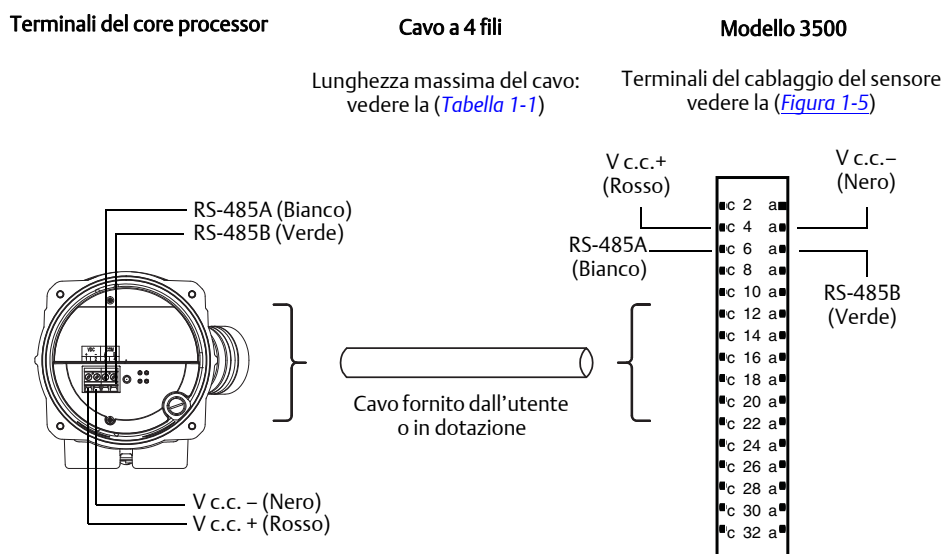 Terminali del core processor
Cavo a 4 fili
Modello 3500
Lunghezza massima del cavo:
vedere la (Tabella 1-1)
Terminali del cablaggio del sensore
vedere la (Figura 1-5)
V c.c.+
(Rosso)
V c.c.–
(Nero)
RS-485A (Bianco)
RS-485B (Verde)
RS-485A
(Bianco)
RS-485B
(Verde)
c 2 a
c 4 a
c 6 a
c 8 a
c 10 a
c 12 a
c 14 a
c 16 a
c 18 a
c 20 a
c 22 a
c 24 a
c 26 a
c 28 a
c 30 a
c 32 a
Cavo fornito dall'utente
o in dotazione
V c.c. – (Nero)
V c.c. + (Rosso)